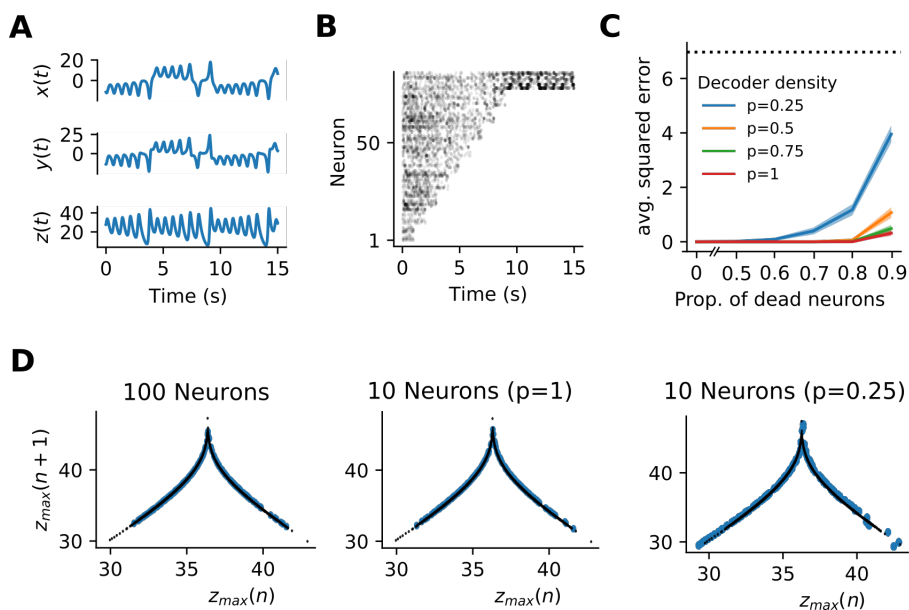 A
x(t)
20
0
y(t)
25
0
z(t)
40
20
0
5
10
15
Time (s)
B
Neuron
50
1
0
5
10
15
Time (s)
C
avg. squared error
6
4
2
0
Decoder density
p=0.25
p=0.5
p=0.75
p=1
0
0.5
0.6
0.7
0.8
0.9
Prop. of dead neurons
D
100 Neurons
z_max(n + 1)
40
30
30
35
40
z_max(n)
10 Neurons (p=1)
40
30
30
35
40
z_max(n)
10 Neurons (p=0.25)
40
30
30
35
40
z_max(n)